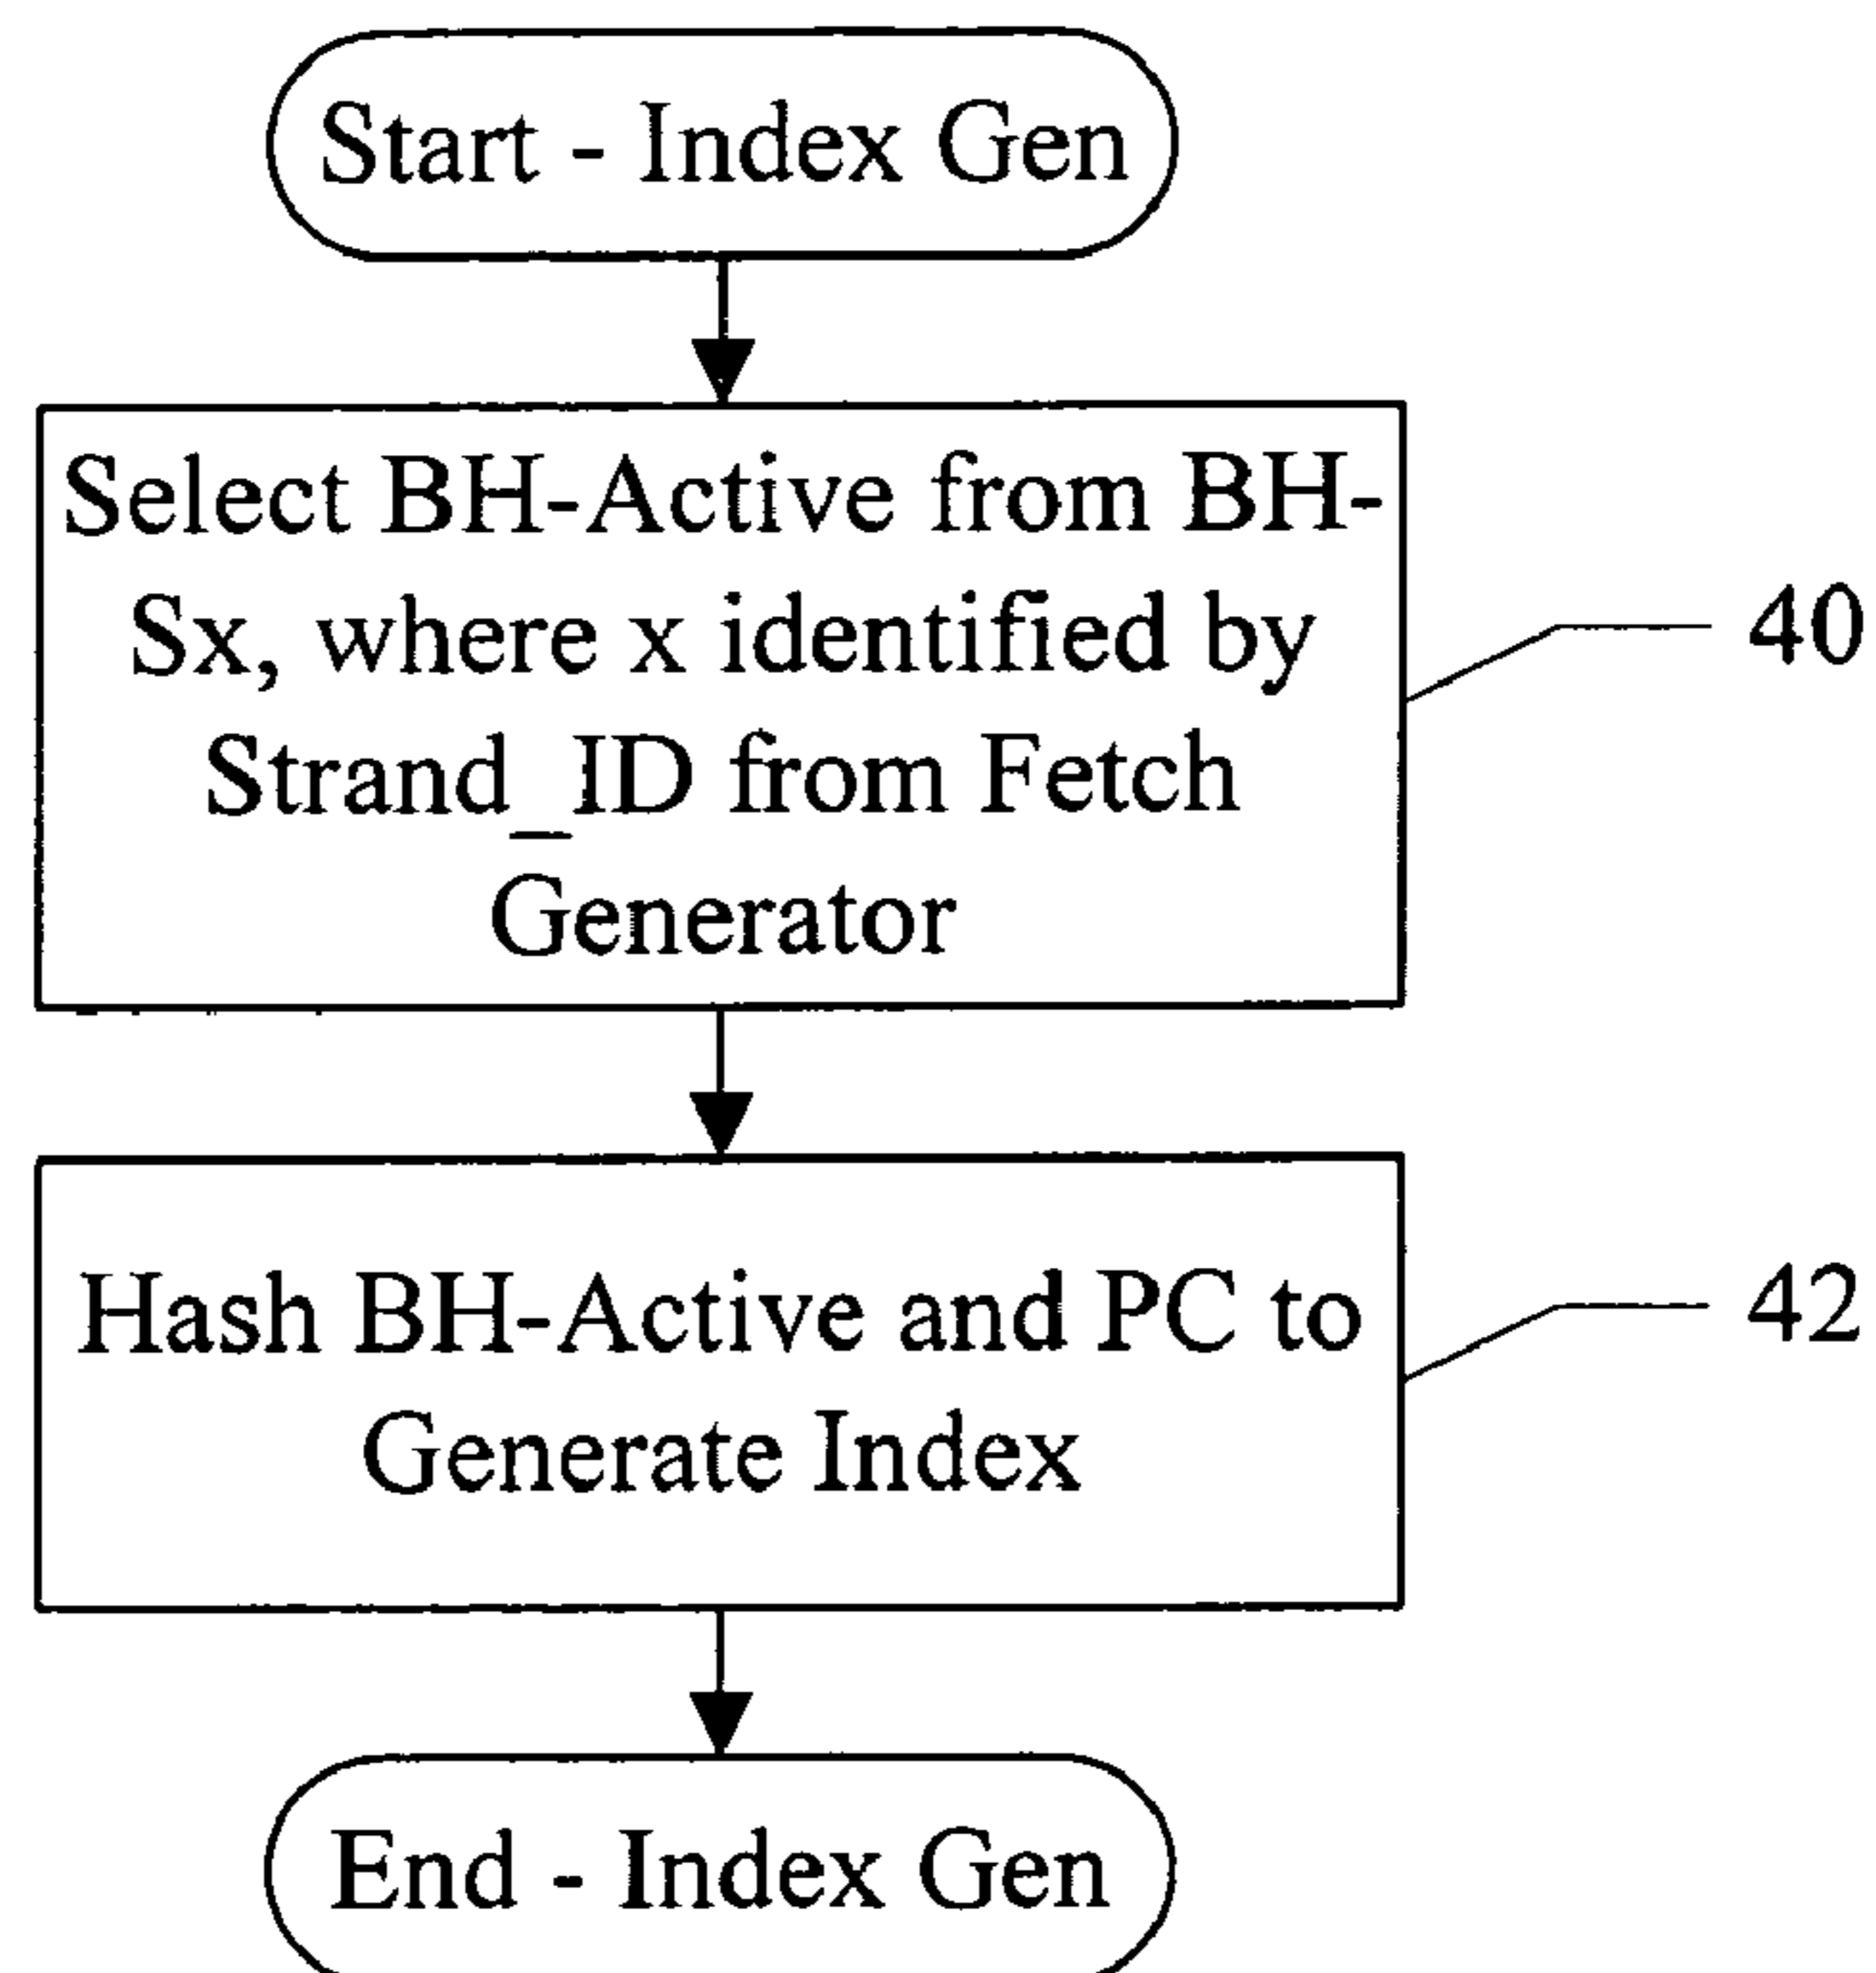 Start - Index Gen
Select BH-Active from BH-
Sx, where x identified by
Strand_ID from Fetch
Generator
40
Hash BH-Active and PC to
Generate Index
42
End - Index Gen